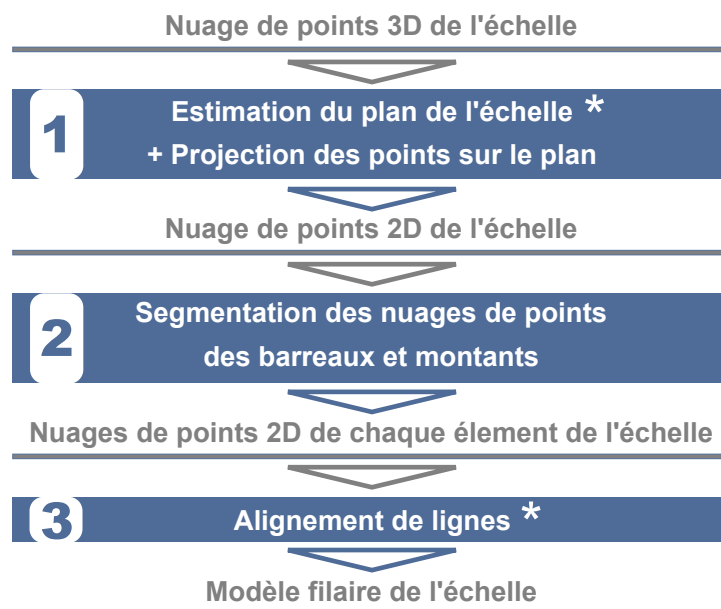 Nuage de points 3D de l'échelle
1
Estimation du plan de l'échelle *
+ Projection des points sur le plan
Nuage de points 2D de l'échelle
2
Segmentation des nuages de points
des barreaux et montants
Nuages de points 2D de chaque élement de l'échelle
3
Alignement de lignes *
Modèle filaire de l'échelle